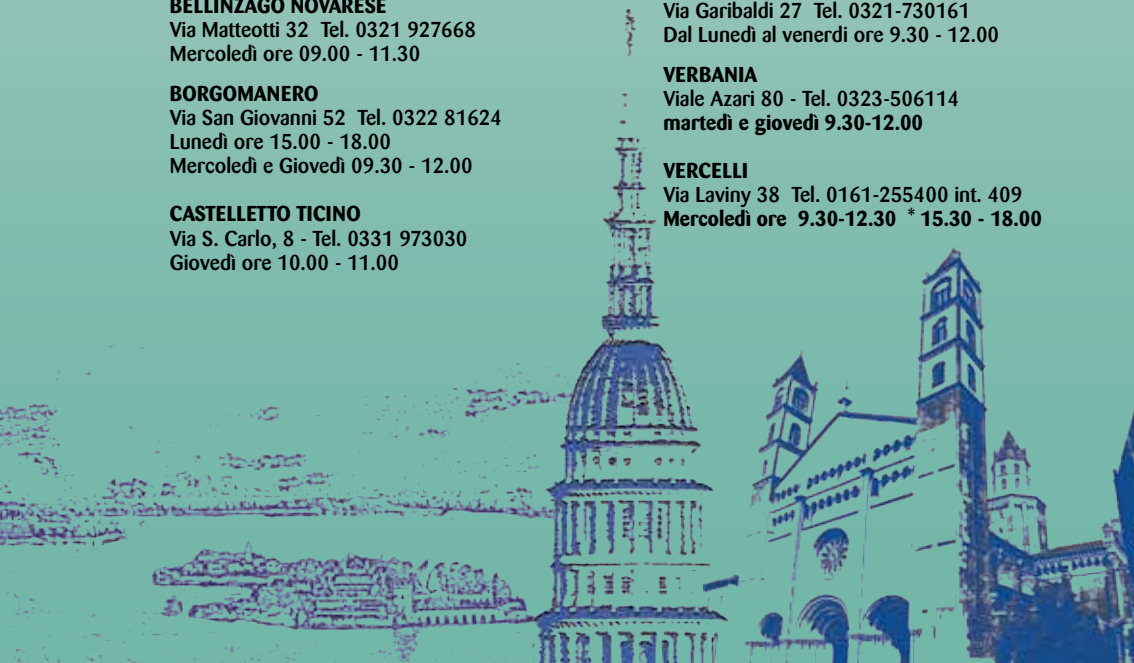 BELLINZAGO NOVARESE
Via Matteotti 32 Tel. 0321 927668
Mercoledì ore 09.00 - 11.30
BORGOMANERO
Via San Giovanni 52 Tel. 0322 81624
Lunedì ore 15.00 - 18.00
Mercoledì e Giovedì 09.30 - 12.00
CASTELLETTO TICINO
Via S. Carlo, 8 - Tel. 0331 973030
Giovedì ore 10.00 - 11.00
Via Garibaldi 27 Tel. 0321-730161
Dal Lunedì al venerdi ore 9.30 - 12.00
VERBANIA
Viale Azari 80 - Tel. 0323-506114
martedì e giovedì 9.30-12.00
VERCELLI
Via Laviny 38 Tel. 0161-255400 int. 409
Mercoledì ore 9.30-12.30 * 15.30 - 18.00